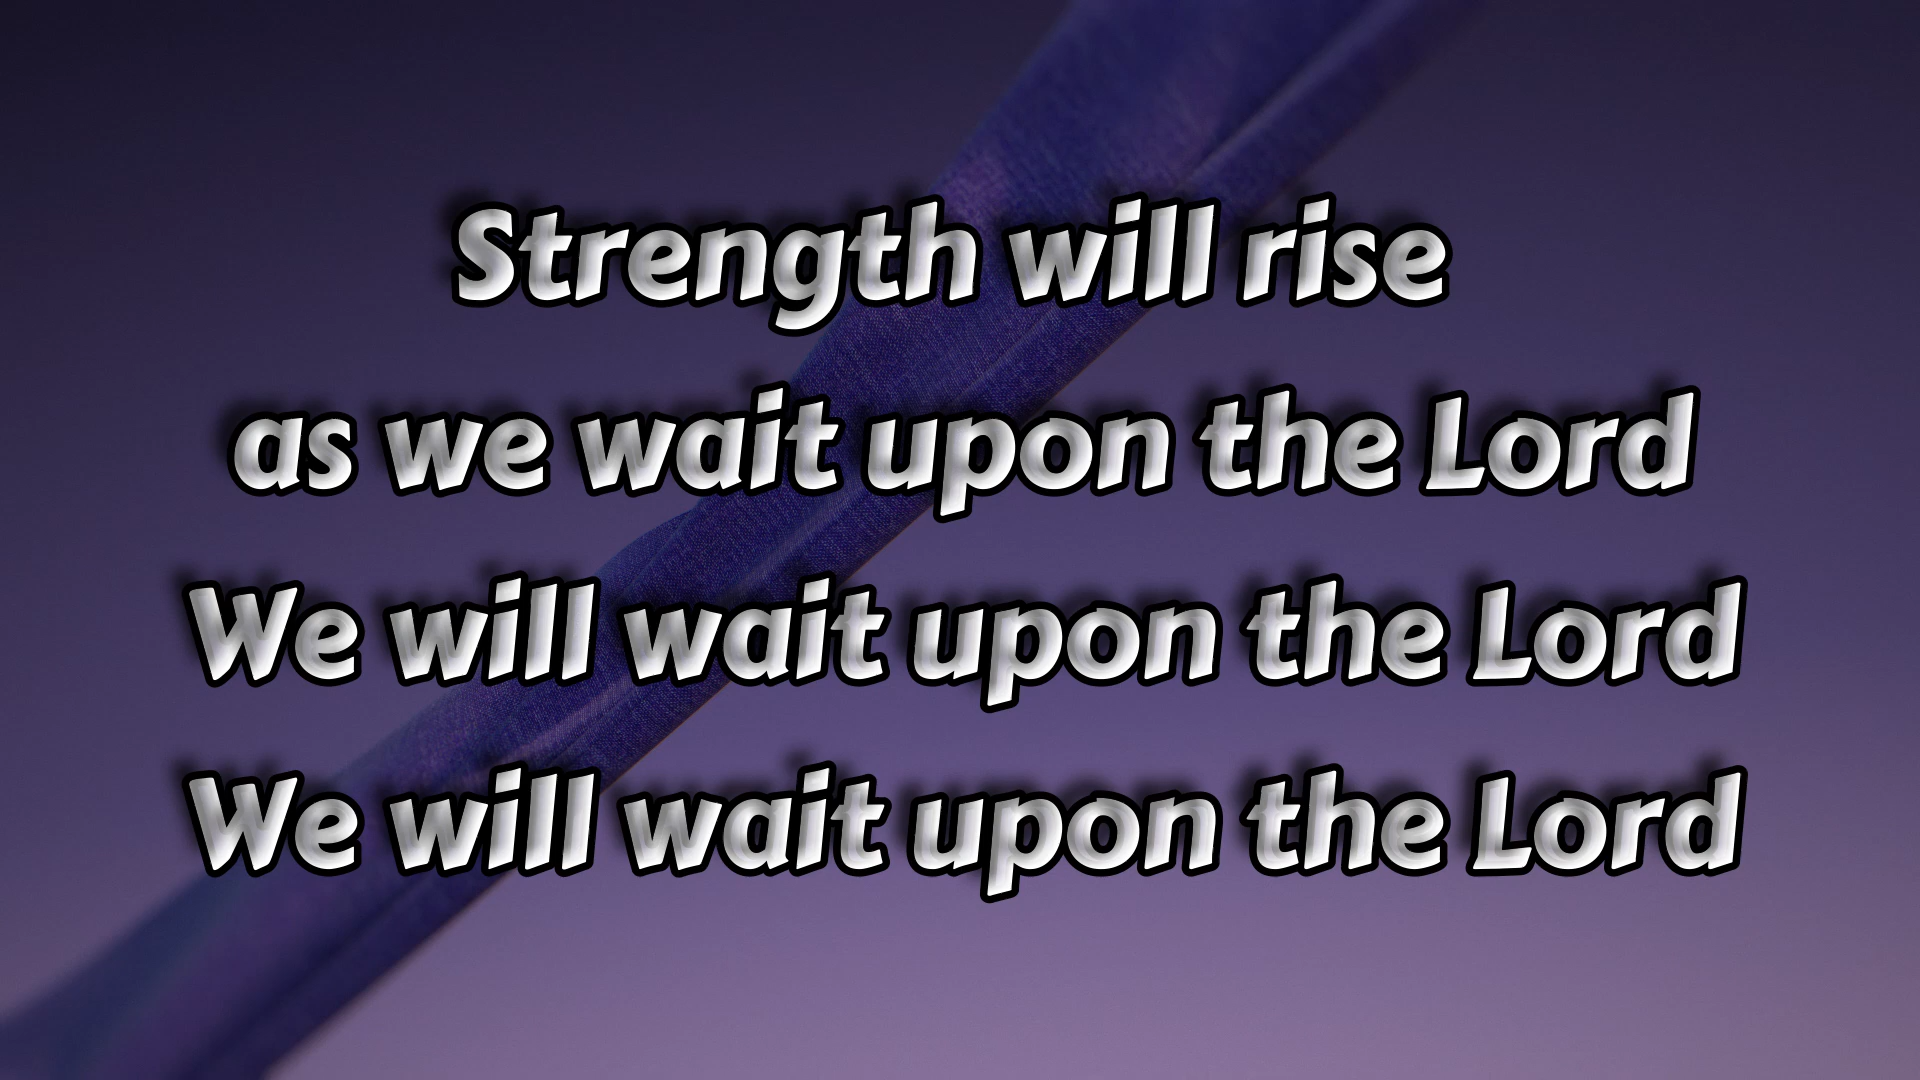 Strength will rise
as we wait upon the Lord
We will wait upon the Lord
We will wait upon the Lord